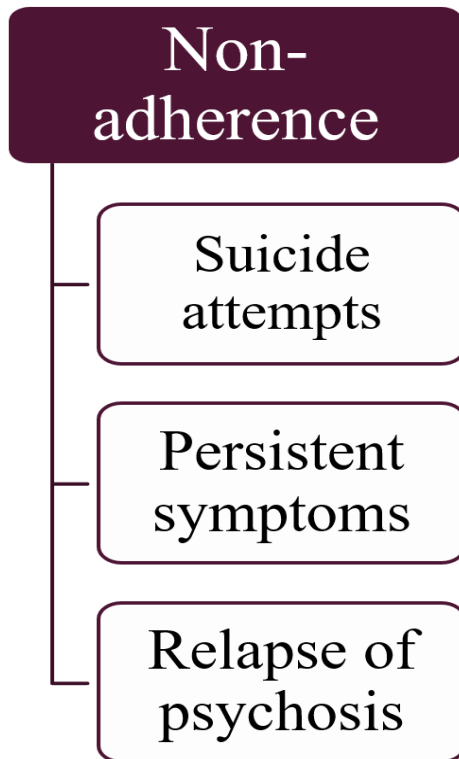 Non-
adherence
Suicide
attempts
Persistent
symptoms
Relapse of
psychosis